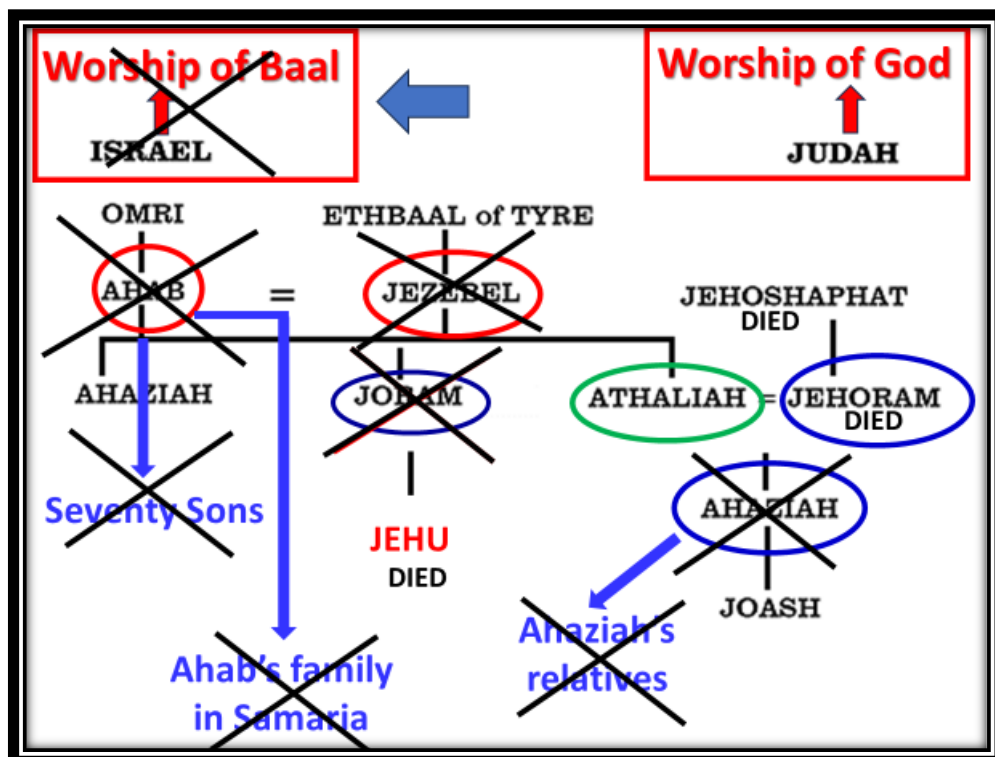 Worship of Baal
ISRAEL
Worship of God
JUDAH
OMRI
ETHBAAL of TYRE
AHAB
=
JEZEBEL
JEHOSHAPHAT
DIED
AHAZIAH
JORAM
ATHALIAH = JEHORAM
DIED
Seventy Sons
AHAZIAH
JEHU
DIED
JOASH
Ahaziah's
relatives
Ahab's family
in Samaria